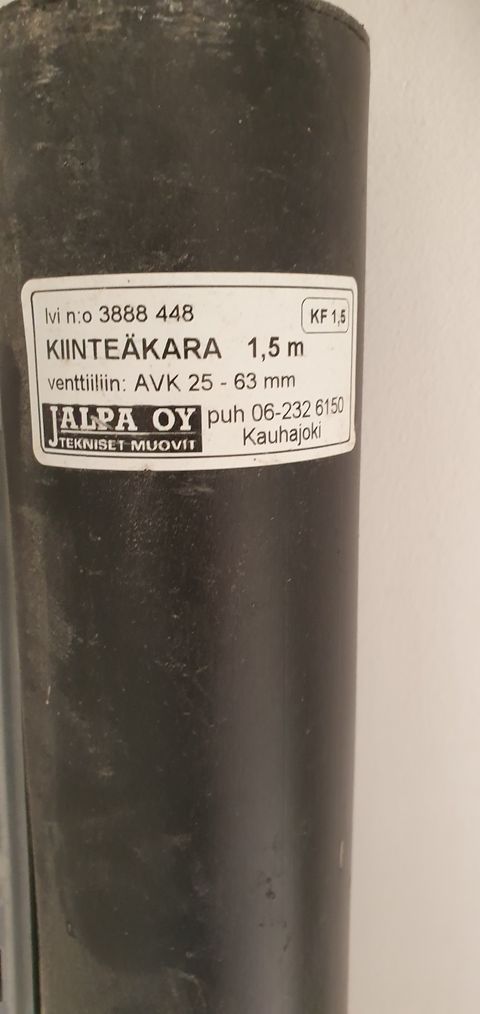 lvi n:o 3888 448 KF 1,5
KIINTEÄKARA 1,5 m
venttiiliin: AVK 25 - 63 mm
JALPA OY puh 06-232 6150
TEKNISET MUOVIT Kauhajoki